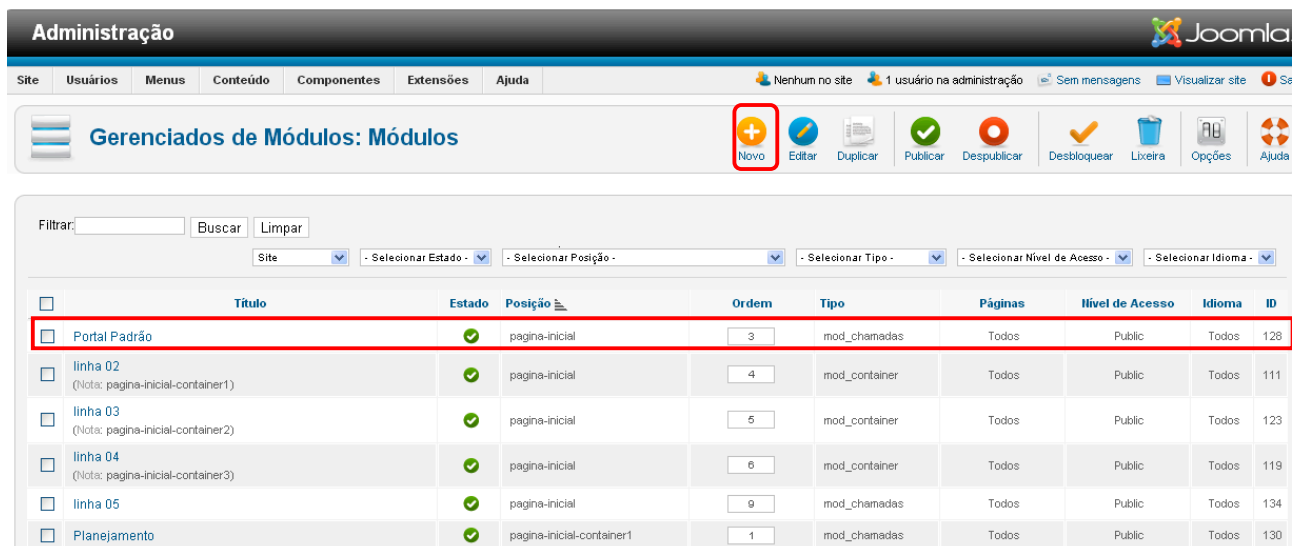 Administração Joomla
Site Usuários Menus Conteúdo Componentes Extensões Ajuda Nenhum no site 1 usuário na administração Sem mensagens Visualizar site
Gerenciados de Módulos: Módulos
Novo Editar Duplicar Publicar Despublicar Desbloquear Lixeira Opções Ajuda
Filtrar: Buscar Limpar
Site - Selecionar Estado - - Selecionar Posição - - Selecionar Tipo - - Selecionar Nível de Acesso - - Selecionar Idioma -
Título Estado Posição Ordem Tipo Páginas Nível de Acesso Idioma ID
Portal Padrão pagina-inicial 3 mod_chamadas Todos Public Todos 128
linha 02
(Nota: pagina-inicial-container1) pagina-inicial 4 mod_container Todos Public Todos 111
linha 03
(Nota: pagina-inicial-container2) pagina-inicial 5 mod_container Todos Public Todos 123
linha 04
(Nota: pagina-inicial-container3) pagina-inicial 6 mod_container Todos Public Todos 119
linha 05 pagina-inicial 9 mod_chamadas Todos Public Todos 134
Planejamento pagina-inicial-container1 1 mod_chamadas Todos Public Todos 130